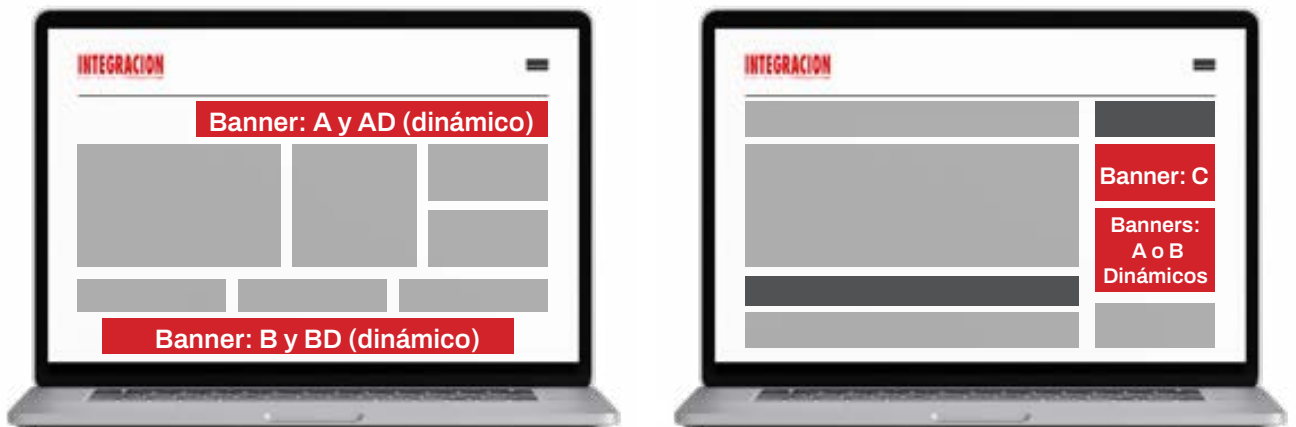 INTEGRACION
Banner: A y AD (dinámico)
Banner: B y BD (dinámico)
INTEGRACION
Banner: C
Banners:
A o B
Dinámicos